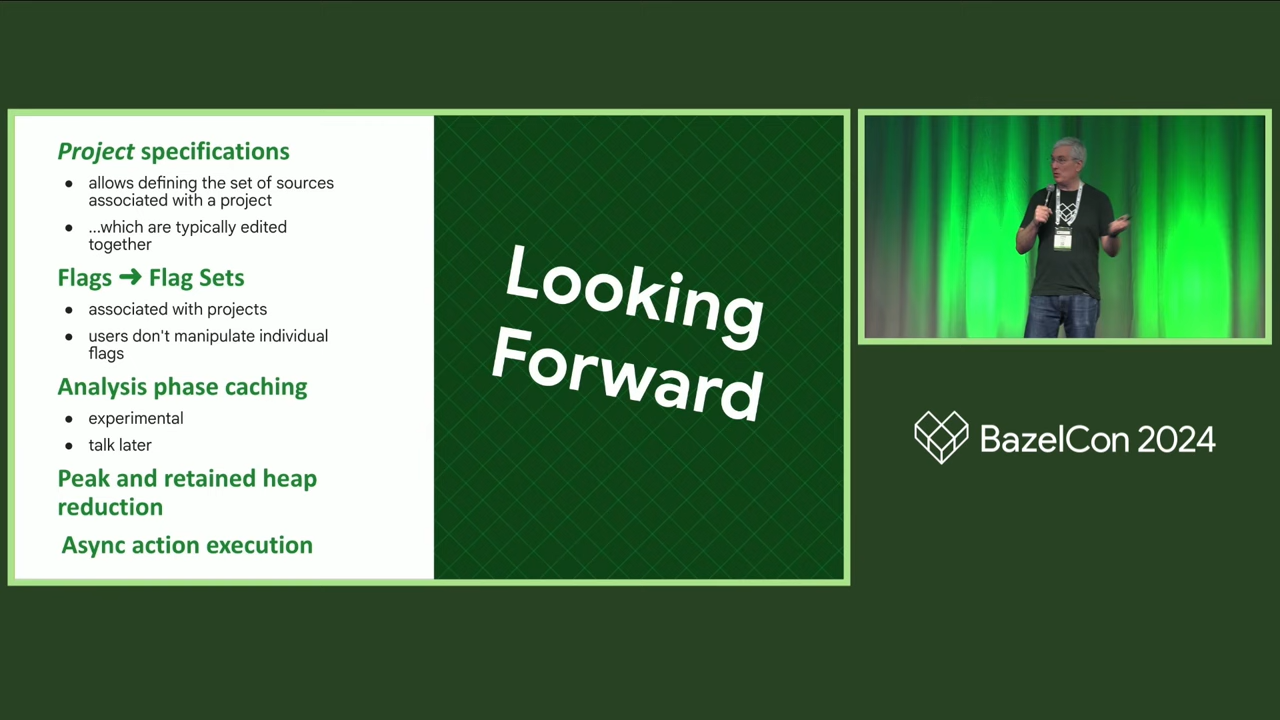 Project specifications
● allows defining the set of sources
associated with a project
● ...which are typically edited
together
Flags ➜ Flag Sets
● associated with projects
● users don't manipulate individual
flags
Analysis phase caching
● experimental
● talk later
Peak and retained heap
reduction
Async action execution
Looking
Forward
BazelCon 2024